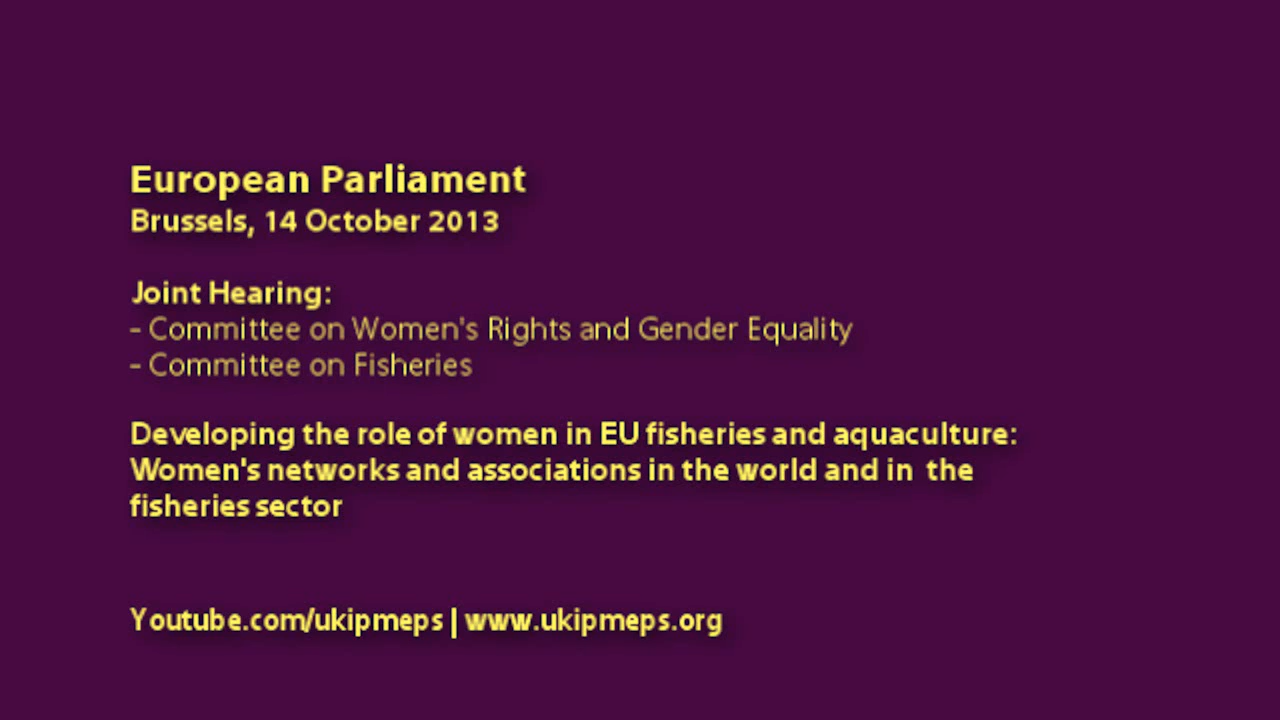 European Parliament
Brussels, 14 October 2013
Joint Hearing:
- Committee on Women's Rights and Gender Equality
- Committee on Fisheries
Developing the role of women in EU fisheries and aquaculture:
Women's networks and associations in the world and in  the
fisheries sector
Youtube.com/ukipmeps | www.ukipmeps.org